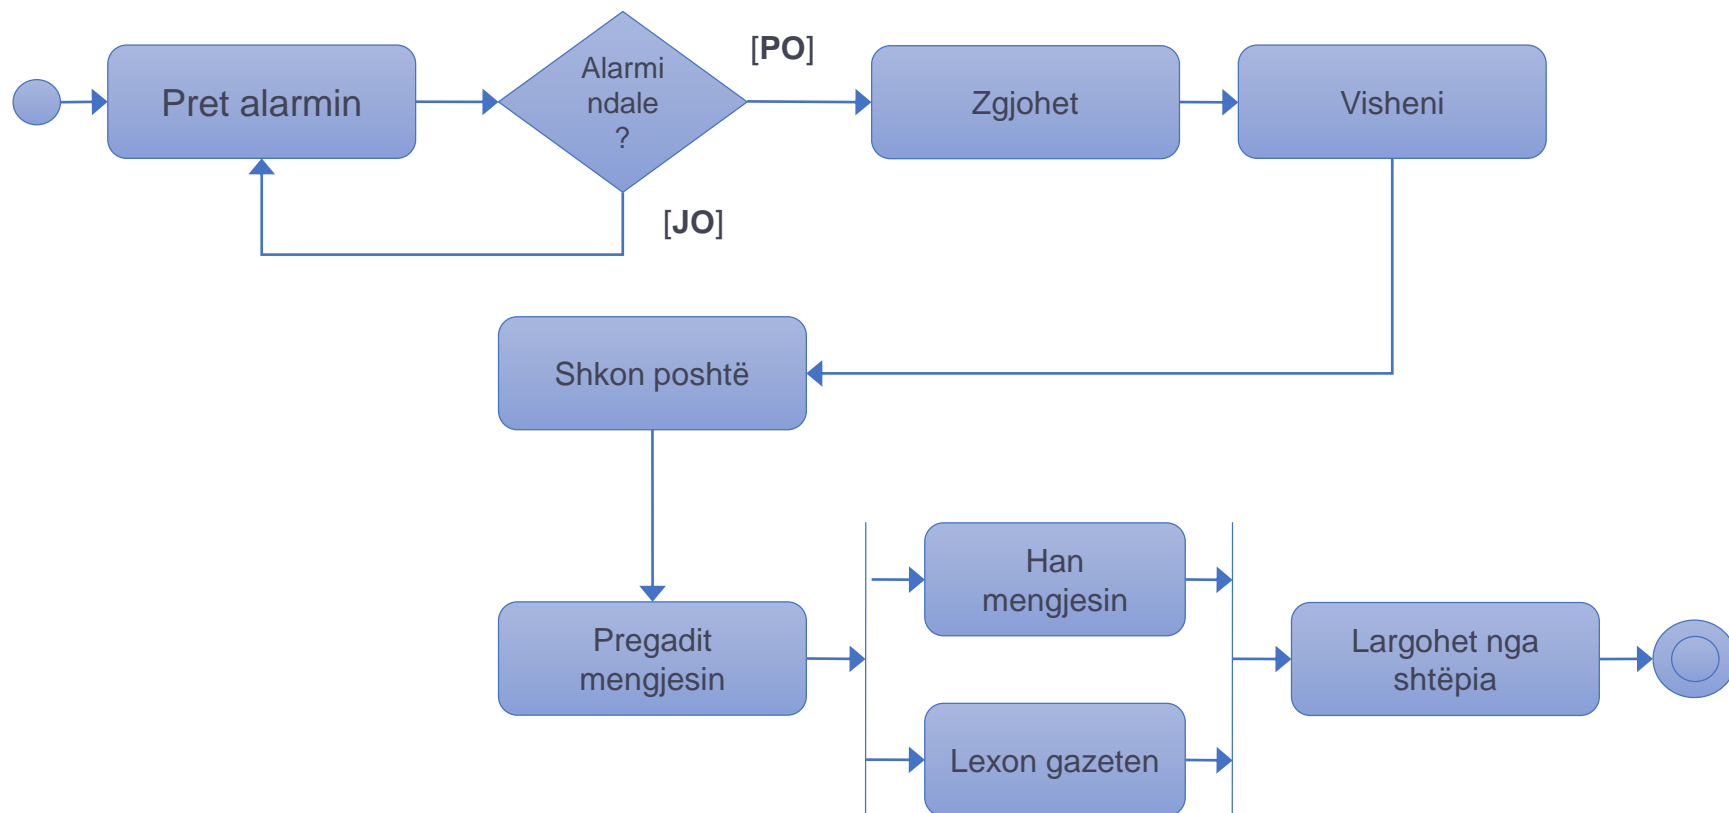 Pret alarmin
Alarmi
ndale
?
[PO]
Zgjohet
Visheni
[JO]
Shkon poshtë
Pregadit
mengjesin
Han
mengjesin
Lexon gazeten
Largohet nga
shtëpia